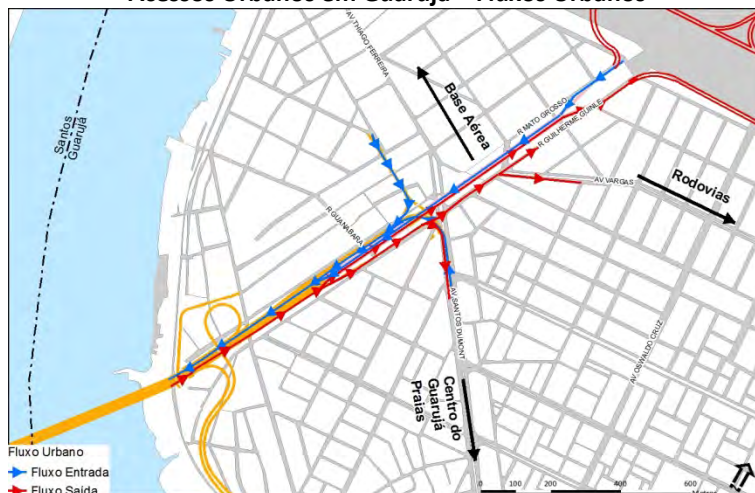 Acessos Urbanos em Guarujá – Tráfico Urbano
AV THIAGO FERREIRA
Base Aérea
R MATO GROSSO
R GUILHERME GUINLE
Santos
Guarujá
AV VARGAS
Rodovias
R GUANABARA
AV SANTOS DUMONT
AV OSWALDO CRUZ
Centro do
Guarujá
Praias
Fluxo Urbano
Fluxo Entrada
Fluxo Saída
0 100 200 400 600